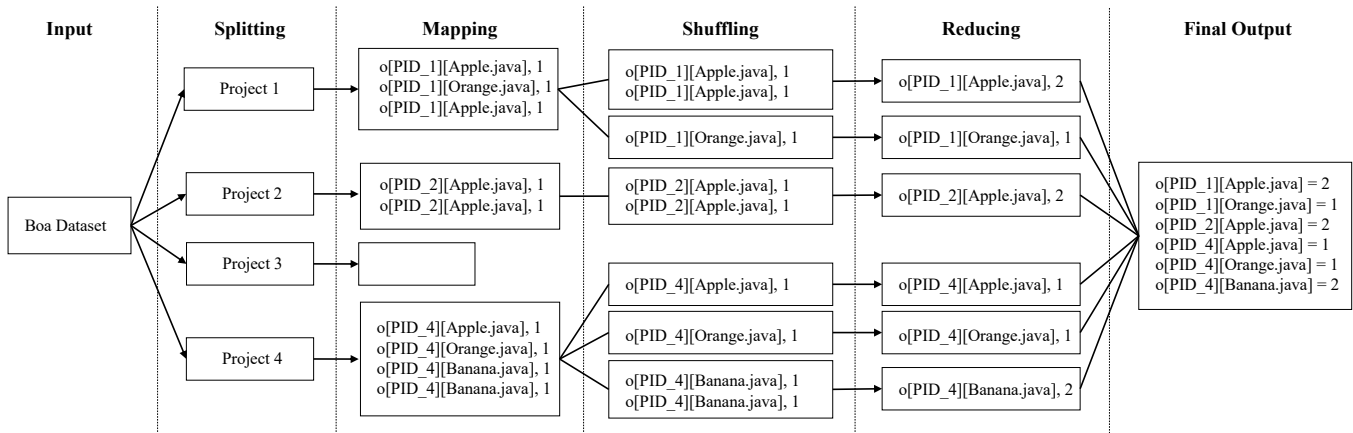 Input
Splitting
Mapping
Shuffling
Reducing
Final Output
Boa Dataset
Project 1
Project 2
Project 3
Project 4
o[PID_1][Apple.java], 1
o[PID_1][Orange.java], 1
o[PID_1][Apple.java], 1
o[PID_2][Apple.java], 1
o[PID_2][Apple.java], 1
o[PID_4][Apple.java], 1
o[PID_4][Orange.java], 1
o[PID_4][Banana.java], 1
o[PID_4][Banana.java], 1
o[PID_1][Apple.java], 1
o[PID_1][Apple.java], 1
o[PID_1][Orange.java], 1
o[PID_2][Apple.java], 1
o[PID_2][Apple.java], 1
o[PID_4][Apple.java], 1
o[PID_4][Orange.java], 1
o[PID_4][Banana.java], 1
o[PID_4][Banana.java], 1
o[PID_1][Apple.java], 2
o[PID_1][Orange.java], 1
o[PID_2][Apple.java], 2
o[PID_4][Apple.java], 1
o[PID_4][Orange.java], 1
o[PID_4][Banana.java], 2
o[PID_1][Apple.java] = 2
o[PID_1][Orange.java] = 1
o[PID_2][Apple.java] = 2
o[PID_4][Apple.java] = 1
o[PID_4][Orange.java] = 1
o[PID_4][Banana.java] = 2